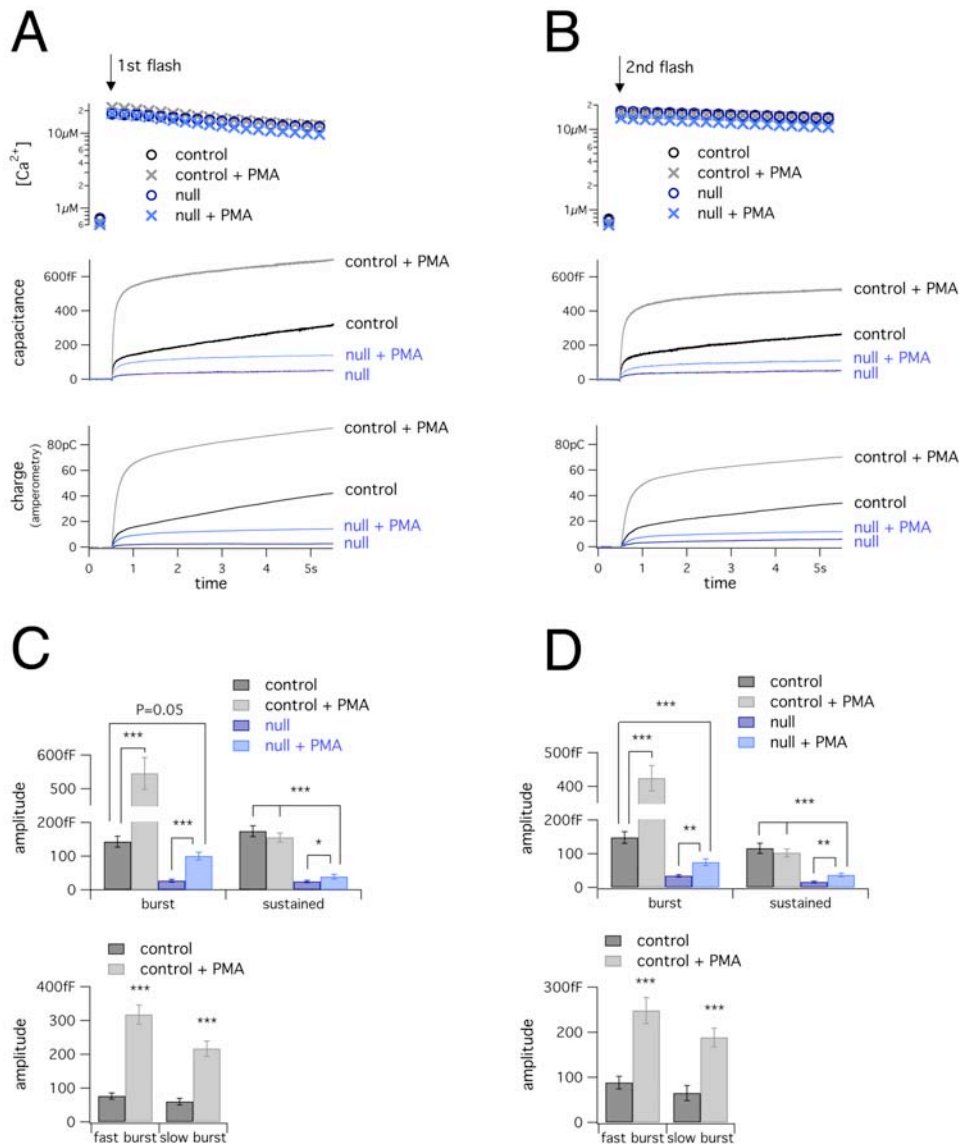 A
B
1st flash
2nd flash
2
10µM
6
4
2
1µM
6
[Ca2+]
control
control + PMA
null
null + PMA
2
10µM
6
4
2
1µM
6
control
control + PMA
null
null + PMA
600fF
400
200
0
capacitance
control + PMA
control
null + PMA
null
600fF
400
200
0
control + PMA
control
null + PMA
null
80pC
60
40
20
0
charge
(amperometry)
control + PMA
control
null + PMA
null
0 1 2 3 4 5s
time
80pC
60
40
20
0
control + PMA
control
null + PMA
null
0 1 2 3 4 5s
time
C
D
control
control + PMA
null
null + PMA
P=0.05
***
***
***
*
600fF
500
200fF
100
0
amplitude
burst sustained
control
control + PMA
null
null + PMA
***
***
**
***
**
500fF
400
200fF
100
0
amplitude
burst sustained
control
control + PMA
***
***
400fF
300
200
100
0
amplitude
fast burst slow burst
control
control + PMA
***
***
300fF
200
100
0
amplitude
fast burst slow burst